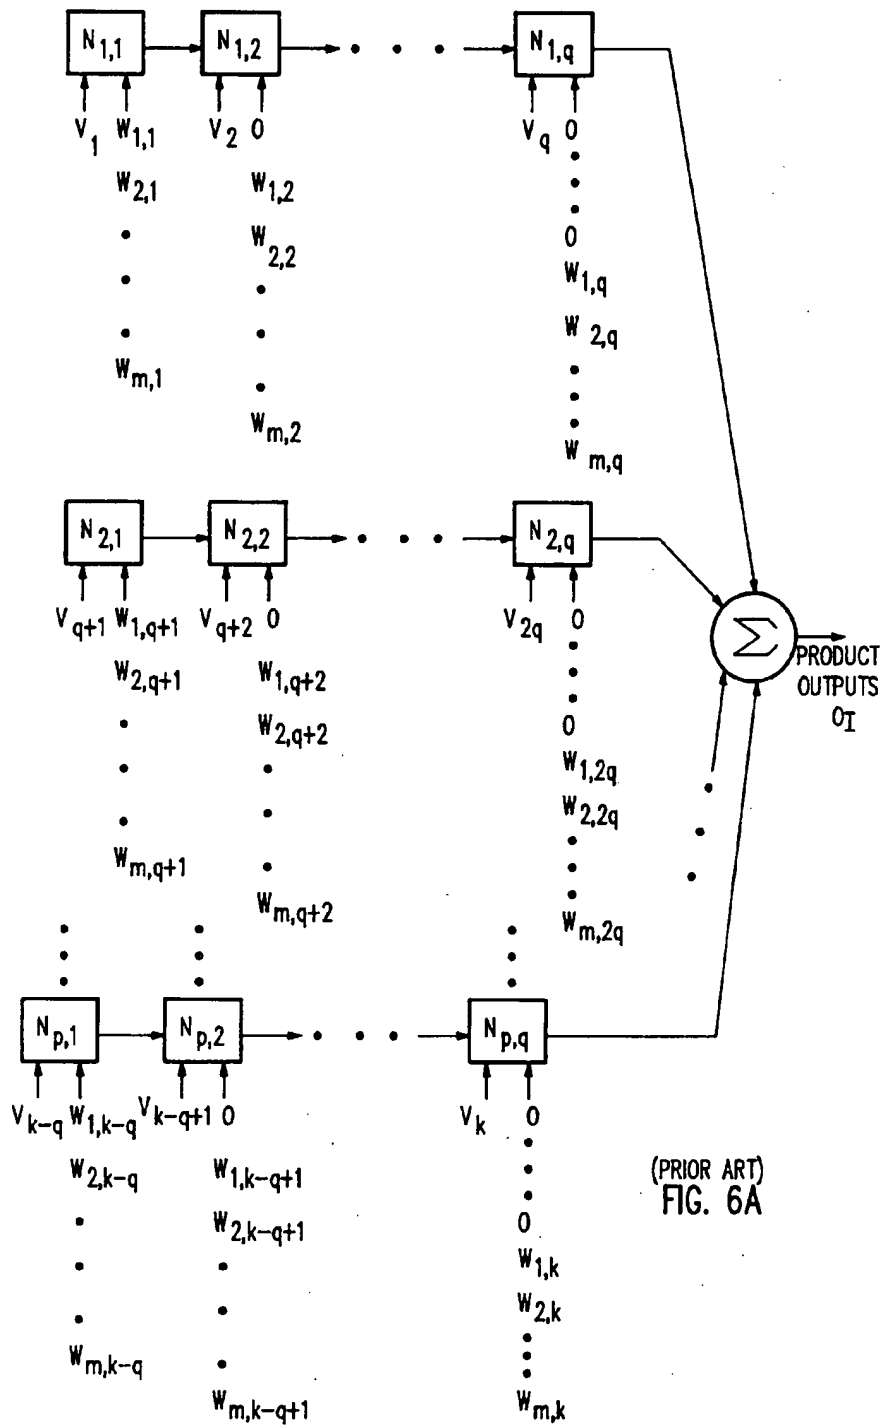 N1,1 N1,2 N1,q
V1 W1,1 V2 0 Vq 0
W2,1 W1,2
W2,2 0
W1,q
W2,q
Wm,1
Wm,2
Wm,q
N2,1 N2,2 N2,q
Vq+1 W1,q+1 Vq+2 0 V2q 0
Σ
PRODUCT
OUTPUTS
OI
W2,q+1 W1,q+2
W2,q+2 0
W1,2q
W2,2q
Wm,q+1
Wm,q+2
Wm,2q
Np,1 Np,2 Np,q
Vk-q W1,k-q Vk-q+1 0 Vk 0
W2,k-q W1,k-q+1
W2,k-q+1 0
W1,k
W2,k
Wm,k-q
Wm,k-q+1
Wm,k
(PRIOR ART)
FIG. 6A